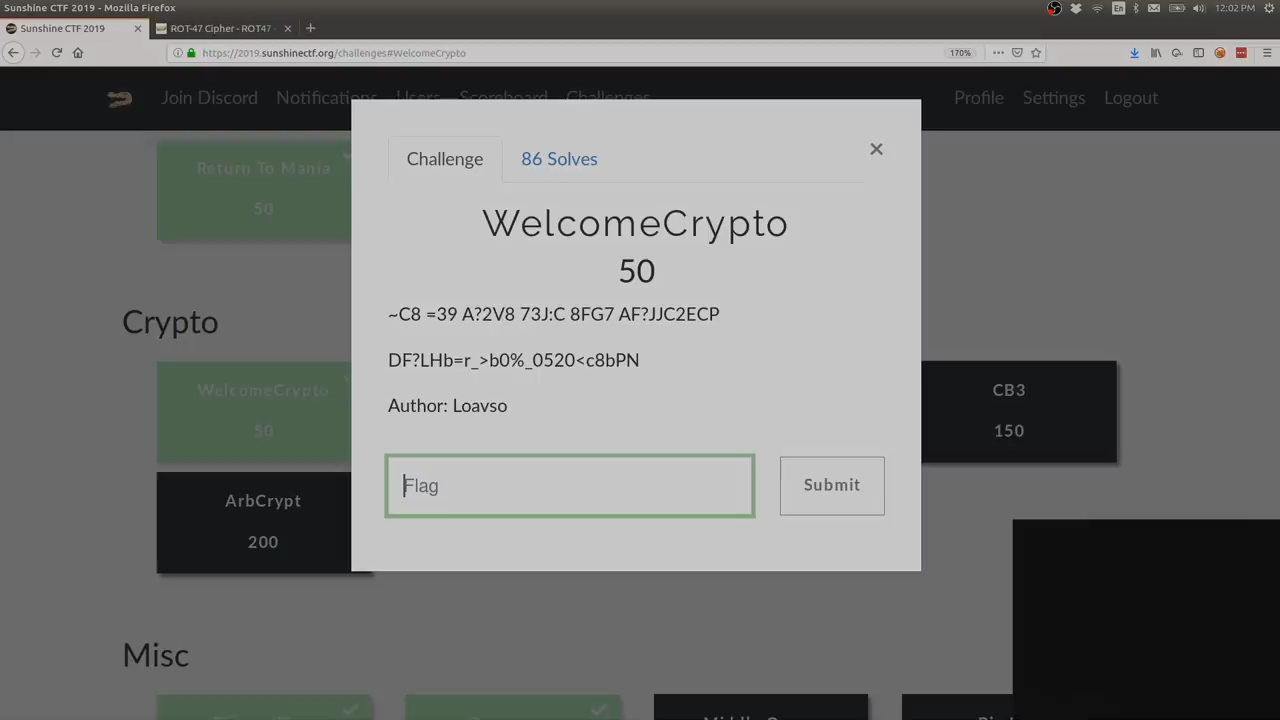 Sunshine CTF 2019 - Mozilla Firefox
En
12:02 PM
Sunshine CTF 2019
ROT-47 Cipher - ROT47
https://2019.sunshinectf.org/challenges#WelcomeCrypto
170%
Join Discord Notifications Users Scoreboard Challenges Profile Settings Logout
Return To Mania
50
Challenge
86 Solves
×
WelcomeCrypto
50
~C8 =39 A?2V8 73J:C 8FG7 AF?JJC2ECP
DF?LHb=r_>b0%_0520<c8bPN
Author: Loavso
Flag
Submit
Crypto
WelcomeCrypto
50
CB3
150
ArbCrypt
200
Misc